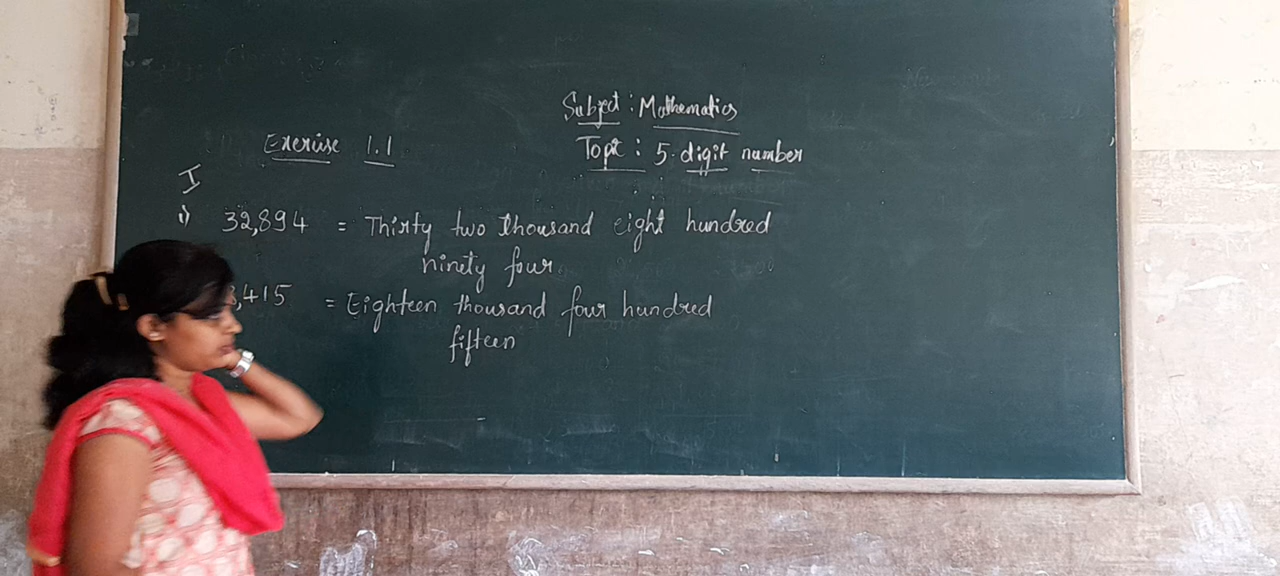 Subject : Mathematics
Exercise 1.1
Topic : 5 digit number
I
i) 32,894 = Thirty two thousand eight hundred
ninety four
,415 = Eighteen thousand four hundred
fifteen